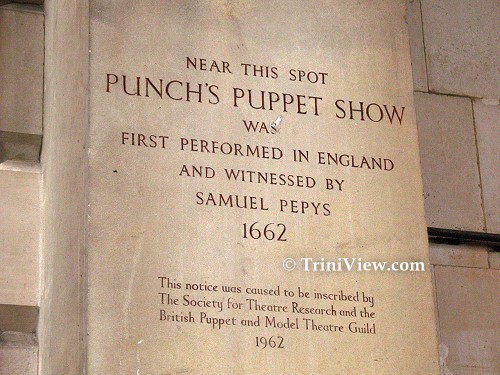 NEAR THIS SPOT
PUNCH'S PUPPET SHOW
WAS
FIRST PERFORMED IN ENGLAND
AND WITNESSED BY
SAMUEL PEPYS
1662
© TriniView.com
This notice was caused to be inscribed by
The Society for Theatre Research and the
British Puppet and Model Theatre Guild
1962